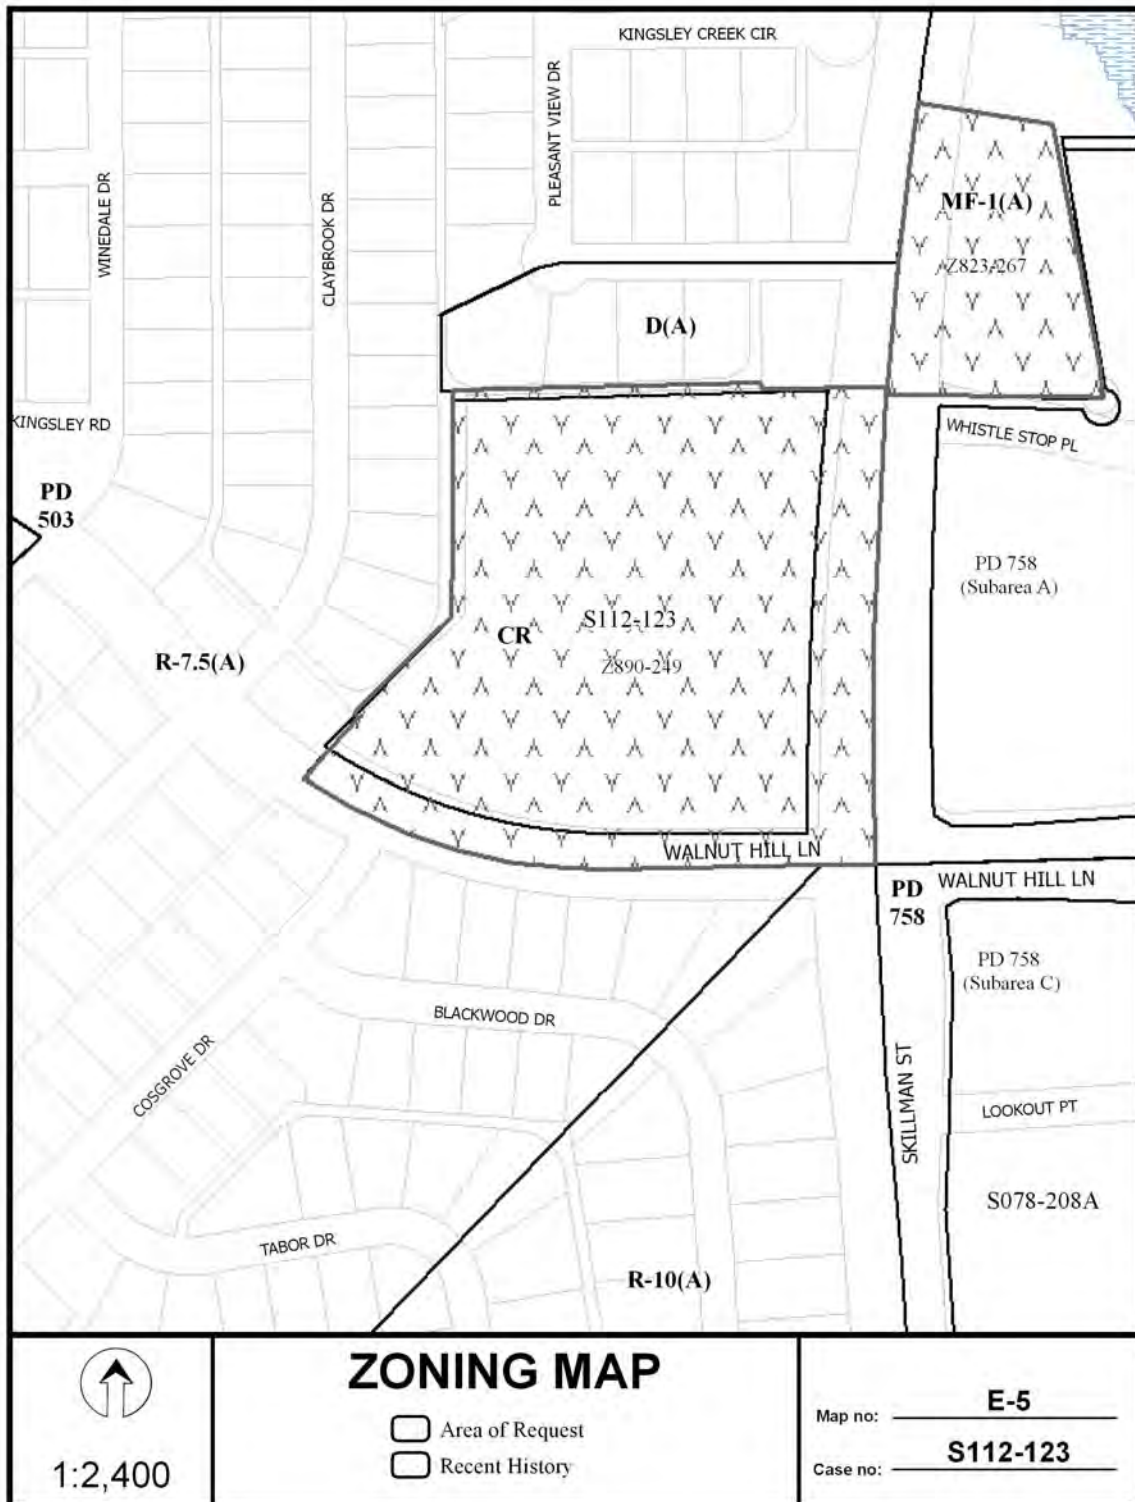 KINGSLEY CREEK CIR
PLEASANT VIEW DR
WINEDALE DR
CLAYBROOK DR
MF-1(A)
Z823-267
D(A)
KINGSLEY RD
WHISTLE STOP PL
PD
503
PD 758
(Subarea A)
S112-123
CR
Z890-249
R-7.5(A)
WALNUT HILL LN
WALNUT HILL LN
PD
758
PD 758
(Subarea C)
BLACKWOOD DR
COSGROVE DR
SKILLMAN ST
LOOKOUT PT
S078-208A
TABOR DR
R-10(A)
1:2,400
ZONING MAP
Area of Request
Recent History
Map no: E-5
Case no: S112-123